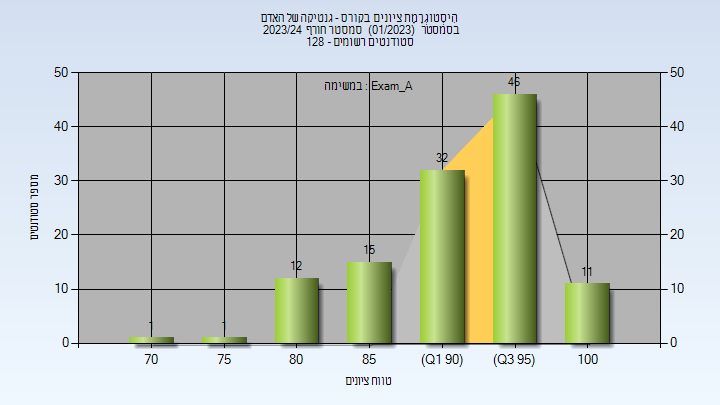 היסטוגרמת ציונים בקורס - גנטיקה של האדם
בסמסטר (01/2023) סמסטר חורף 2023/24
סטודנטים רשומים - 128
במשימה : Exam_A
50 50
40 40
30 30
20 20
10 10
0 0
מספר סטודנטים
1 1 12 15 32 46 11
70 75 80 85 (Q1 90) (Q3 95) 100
טווח ציונים